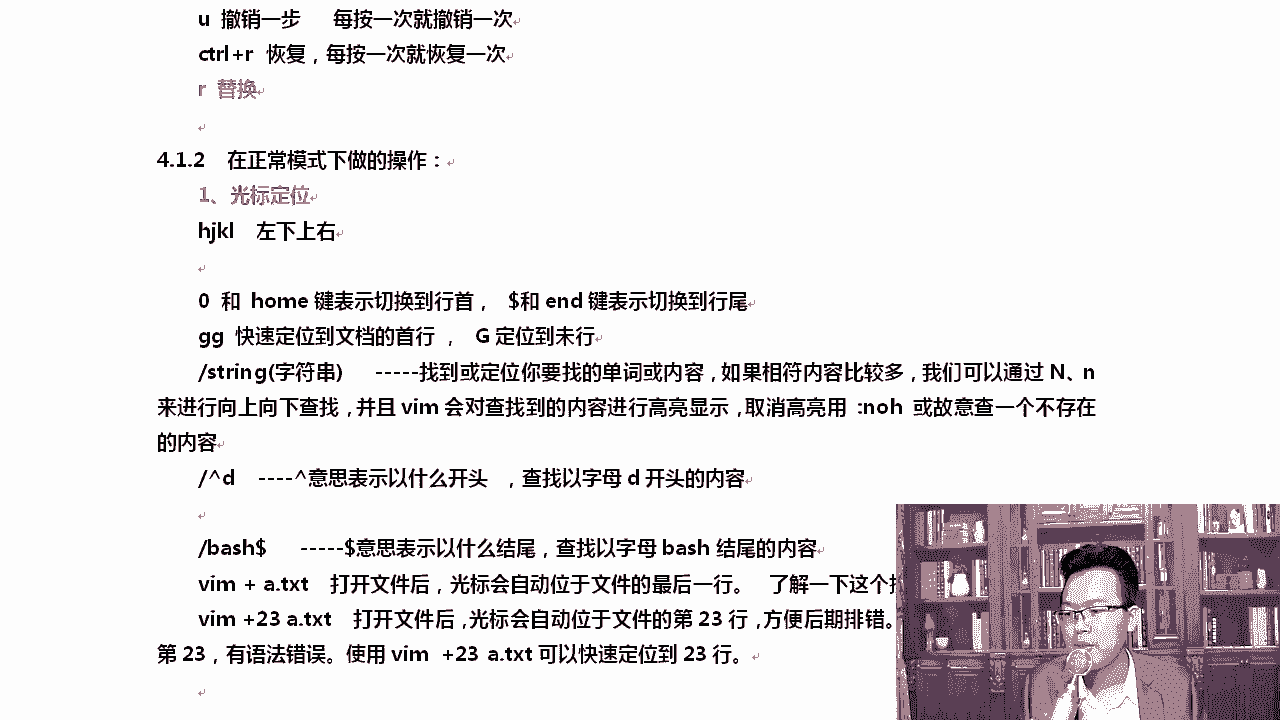 u 撤销一步 每按一次就撤销一次
ctrl+r 恢复，每按一次就恢复一次
r 替换
4.1.2 在正常模式下做的操作：
1、光标定位
hjkl 左下上右
0 和 home 键表示切换到行首， $和 end 键表示切换到行尾
gg 快速定位到文档的首行 ， G 定位到未行
/string(字符串) -----找到或定位你要找的单词或内容，如果相符内容比较多，我们可以通过 N、n
来进行向上向下查找，并且 vim 会对查找到的内容进行高亮显示，取消高亮用 :noh 或故意查一个不存在
的内容
/^d ----^意思表示以什么开头 ，查找以字母 d 开头的内容
/bash$ -----$意思表示以什么结尾，查找以字母 bash 结尾的内容
vim + a.txt 打开文件后，光标会自动位于文件的最后一行。 了解一下这个
vim +23 a.txt 打开文件后，光标会自动位于文件的第 23 行，方便后期排错。
第 23，有语法错误。使用 vim +23 a.txt 可以快速定位到 23 行。